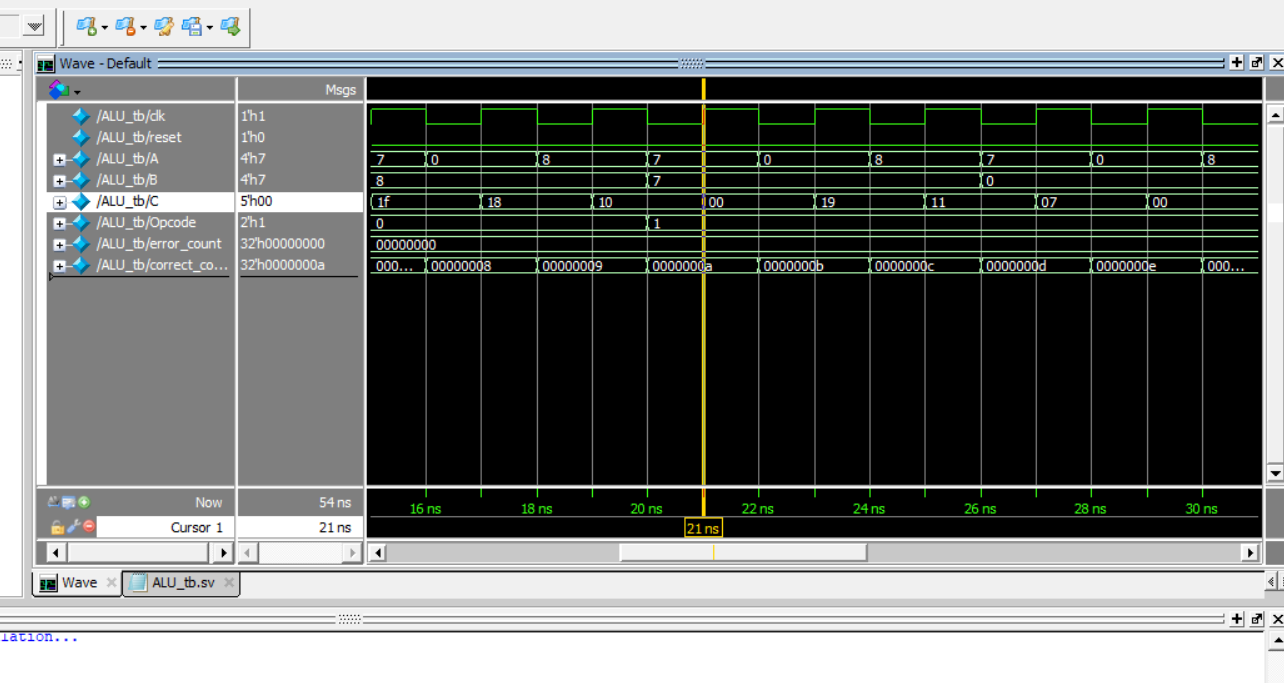 Wave - Default
Msgs
/ALU_tb/clk 1'h1
/ALU_tb/reset 1'h0
/ALU_tb/A 4'h7 7 0 8 7 0 8 7 0 8
/ALU_tb/B 4'h7 8 7 0
/ALU_tb/C 5'h00 1f 18 10 00 19 11 07 00
/ALU_tb/Opcode 2'h1 0 1
/ALU_tb/error_count 32'h00000000 00000000
/ALU_tb/correct_co... 32'h0000000a 000... 00000008 00000009 0000000a 0000000b 0000000c 0000000d 0000000e 000...
Now 54 ns 16 ns 18 ns 20 ns 22 ns 24 ns 26 ns 28 ns 30 ns
Cursor 1 21 ns 21 ns
Wave ALU_tb.sv
lation...